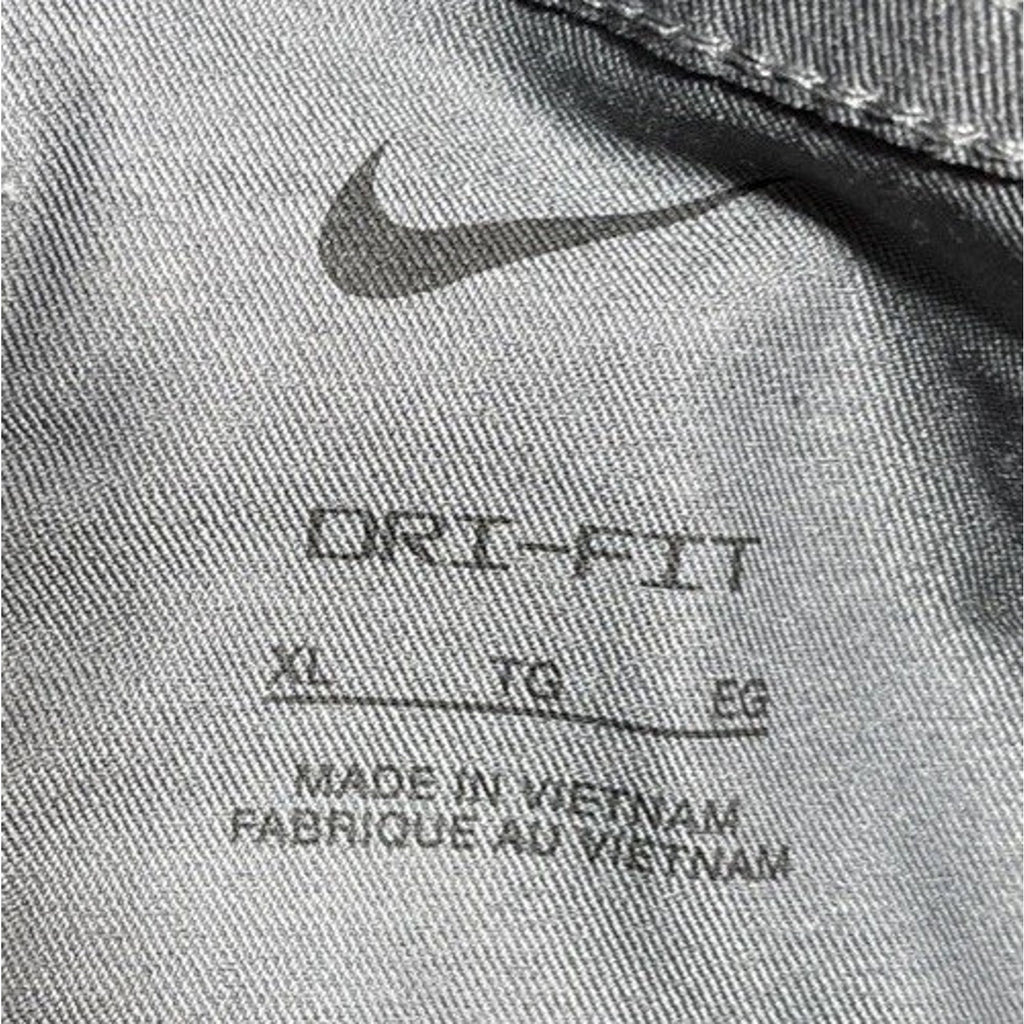 DRI-FIT
XL TG EG
MADE IN VIETNAM
FABRIQUE AU VIETNAM